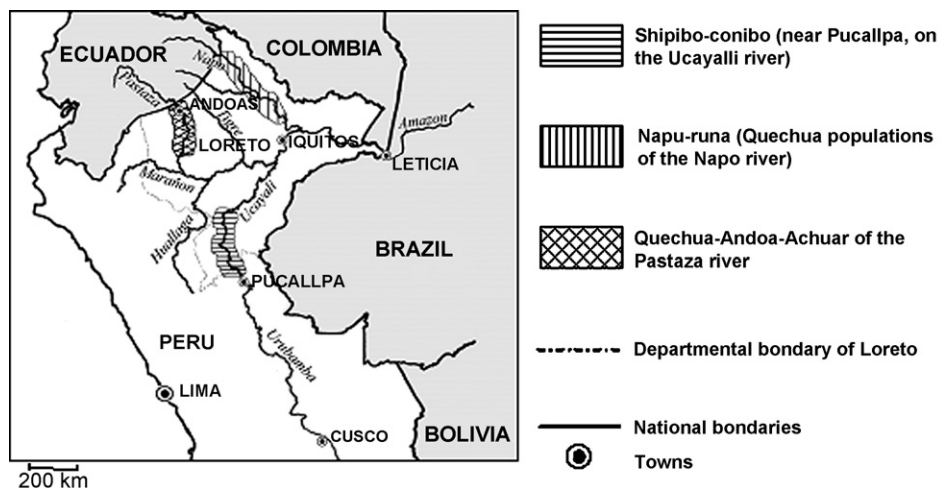 ECUADOR
COLOMBIA
Napo
Pastaza
ANDOAS
Tigre
LORETO
IQUITOS
Amazon
LETICIA
Marañon
Ucayali
Huallaga
BRAZIL
PUCALLPA
PERU
Urubamba
LIMA
CUSCO
BOLIVIA
200 km
Shipibo-conibo (near Pucallpa, on
the Ucayalli river)
Napu-runa (Quechua populations
of the Napo river)
Quechua-Andoa-Achuar of the
Pastaza river
Departmental bondary of Loreto
National bondaries
Towns